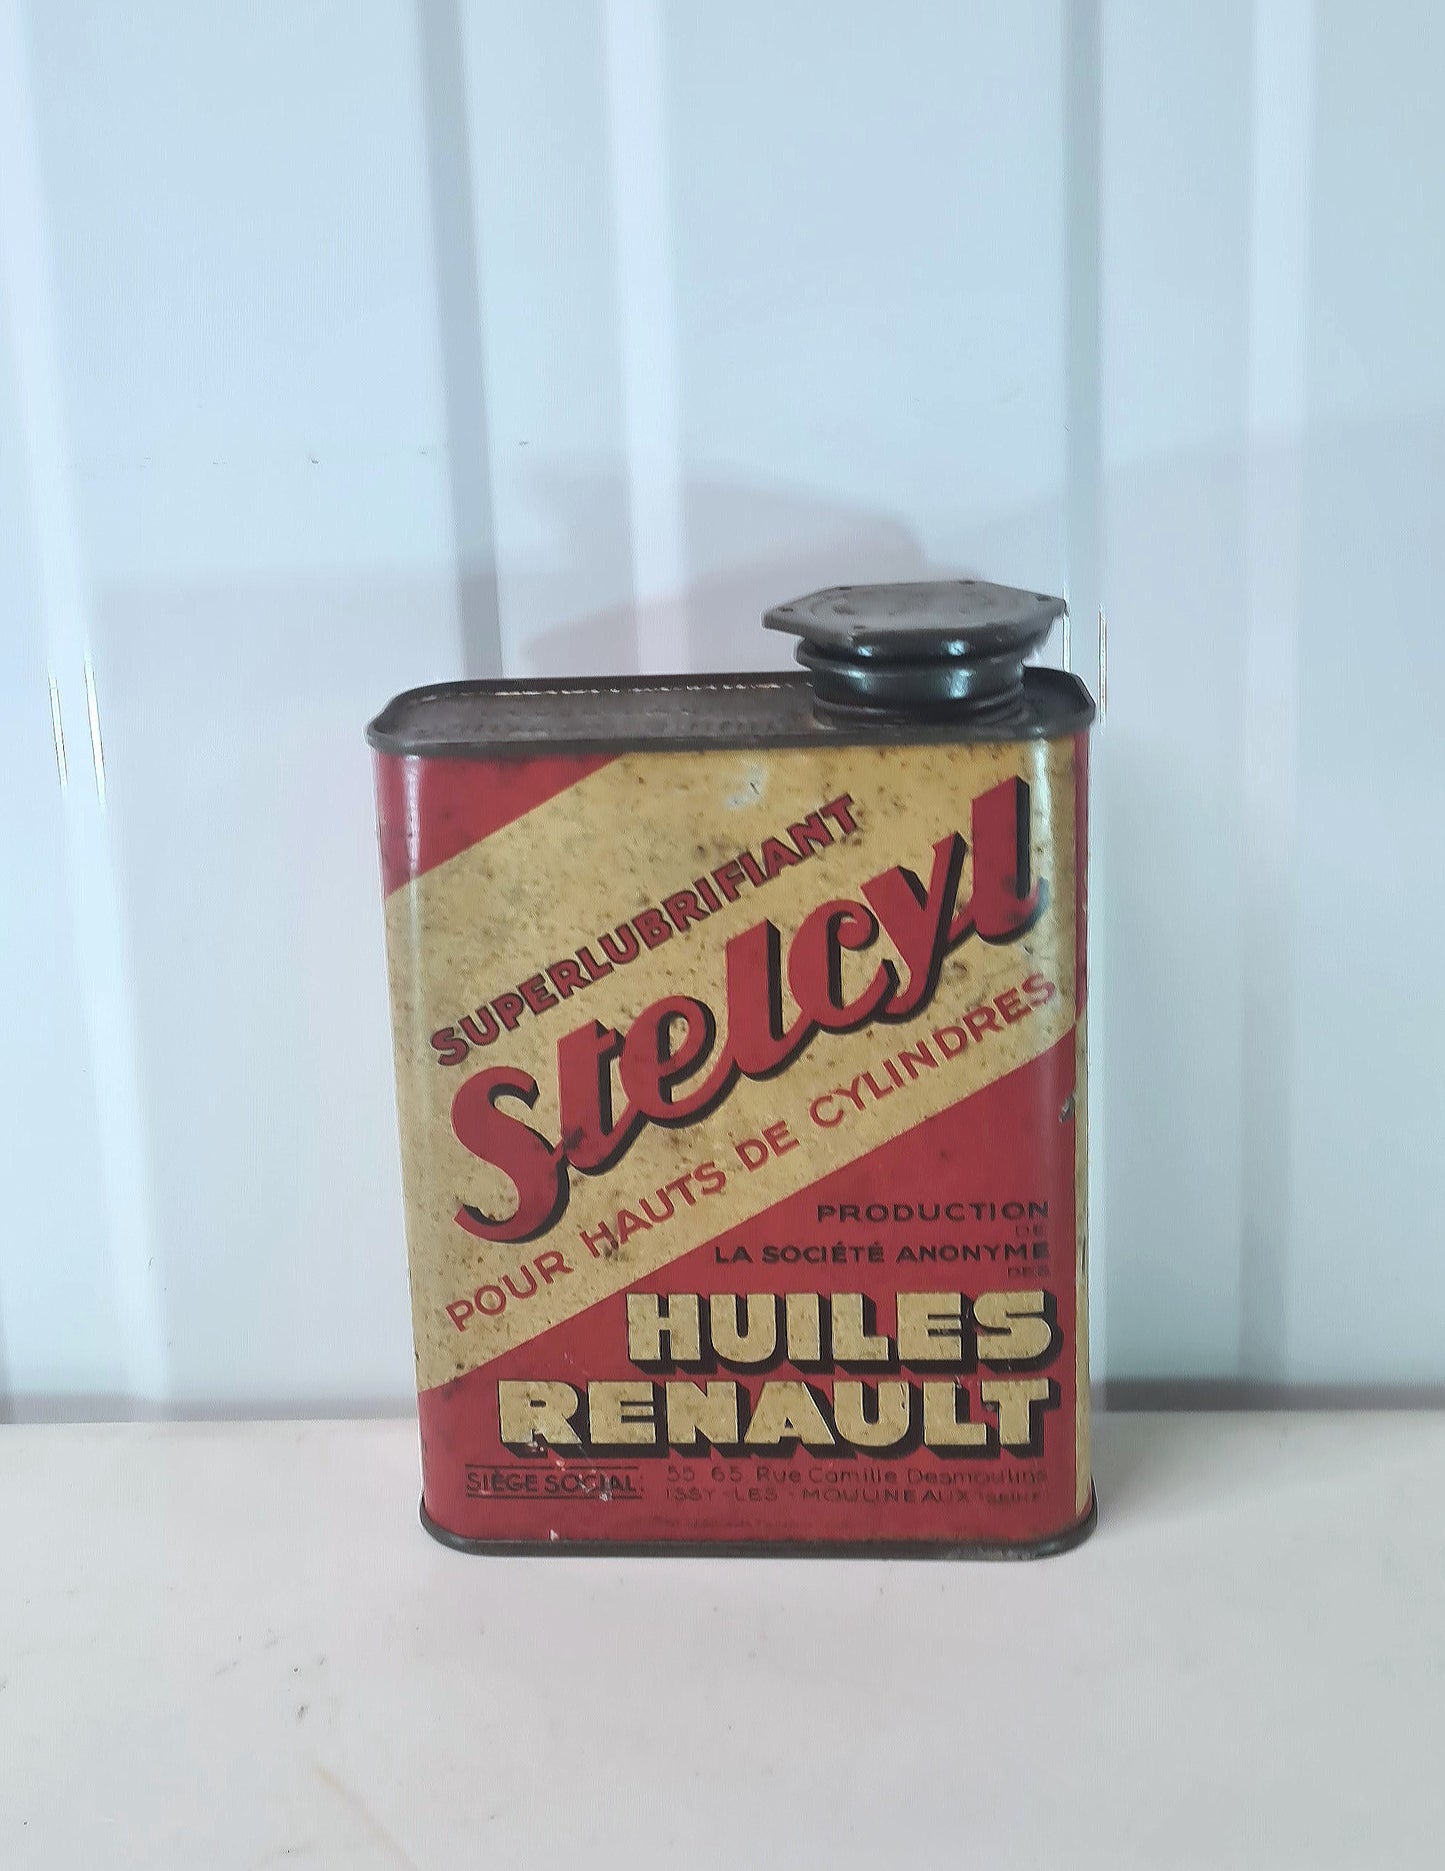 SUPERLUBRIFIANT
Stelcyl
POUR HAUTS DE CYLINDRES
PRODUCTION
DE
LA SOCIÉTÉ ANONYME
DES
HUILES
RENAULT
SIÈGE SOCIAL: 55 65 Rue Camille Desmoulins
ISSY-LES-MOULINEAUX (SEINE)